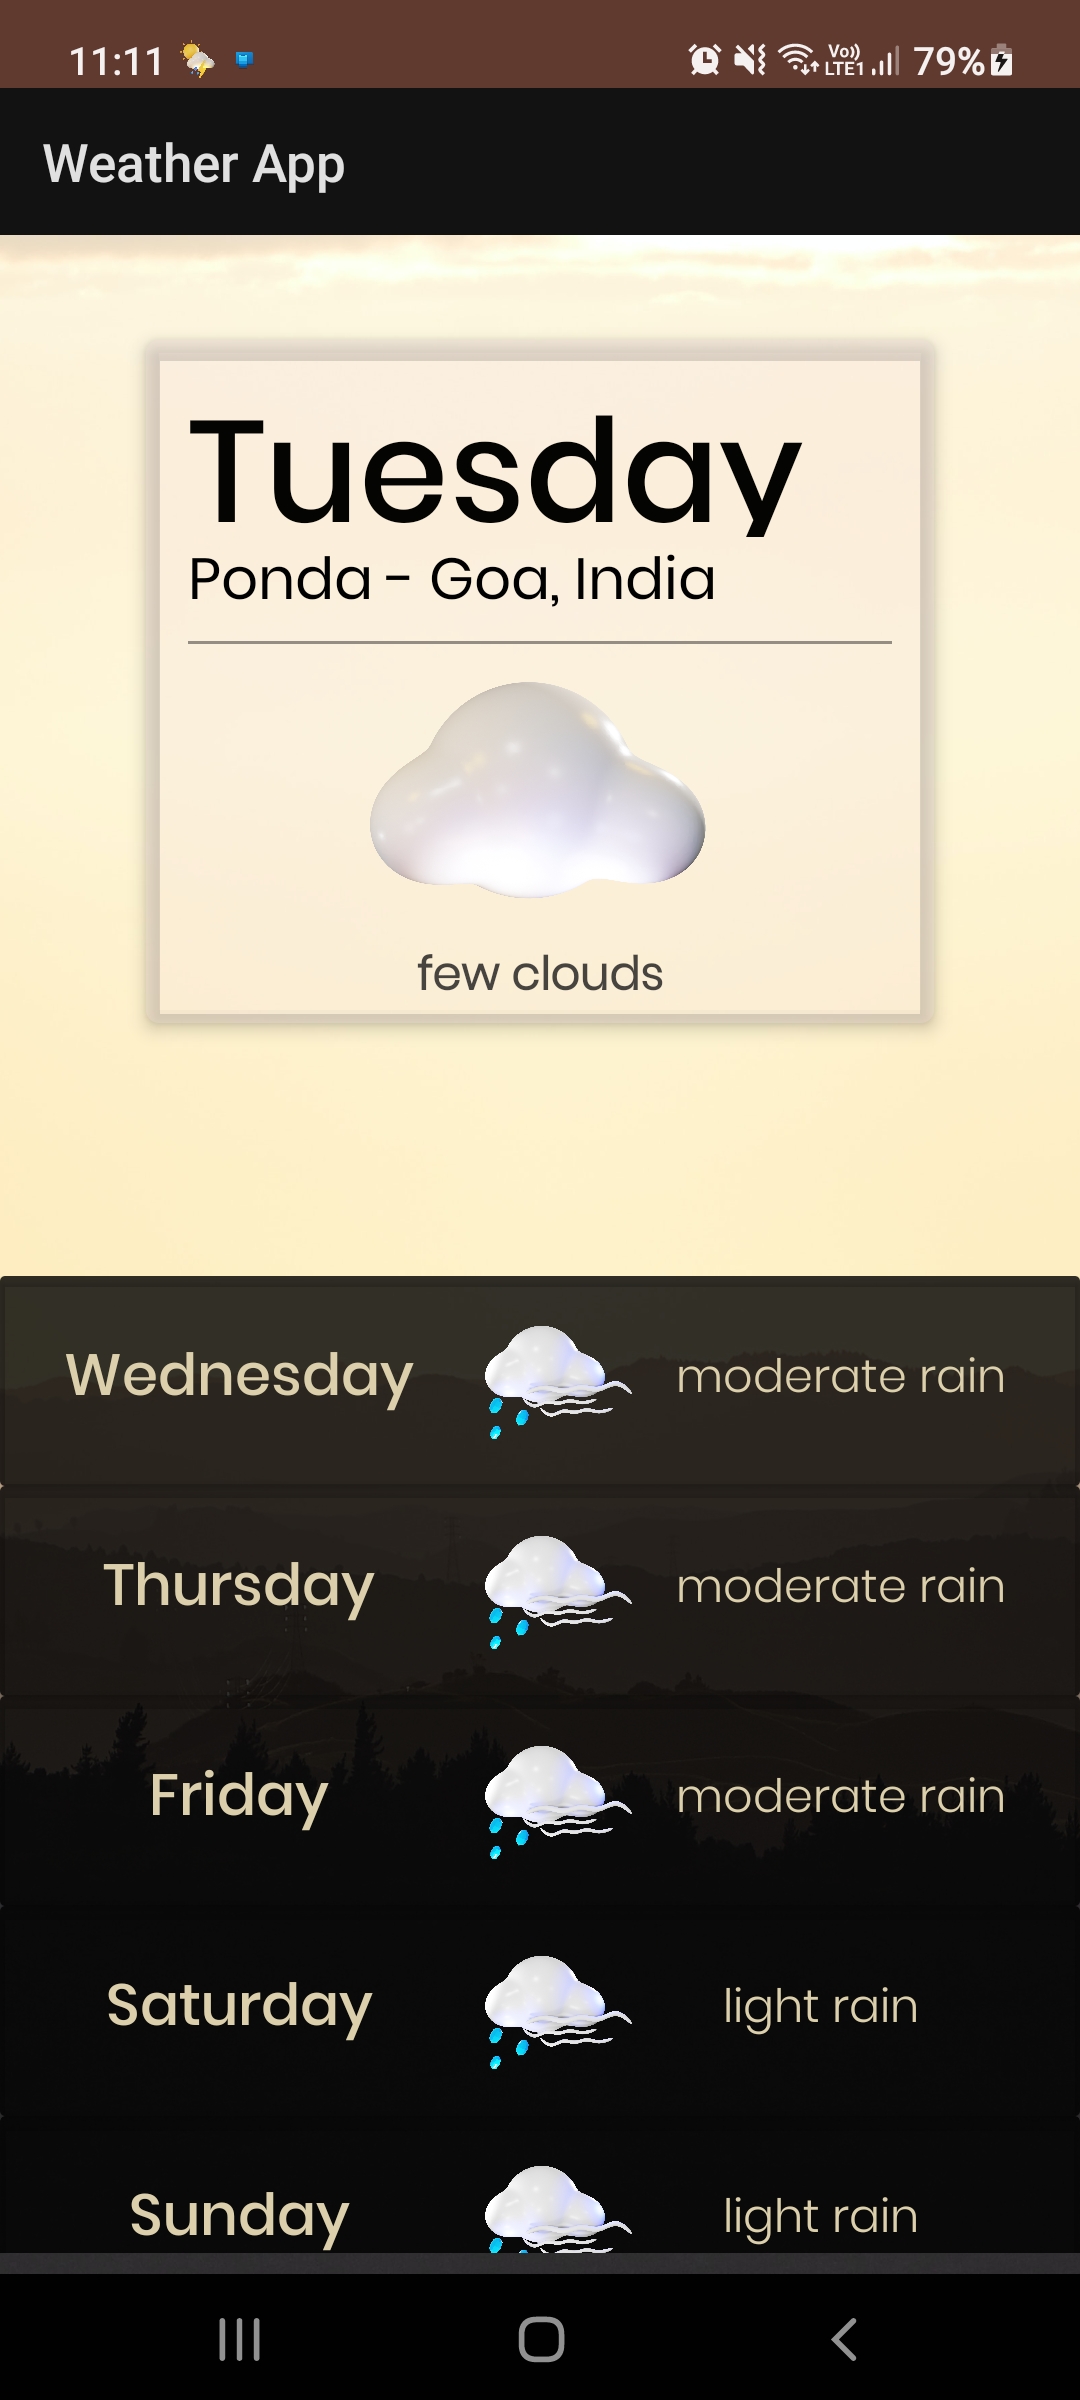 11:11 Vo)) LTE1 79%
Weather App
Tuesday
Ponda - Goa, India
few clouds
Wednesday moderate rain
Thursday moderate rain
Friday moderate rain
Saturday light rain
Sunday light rain